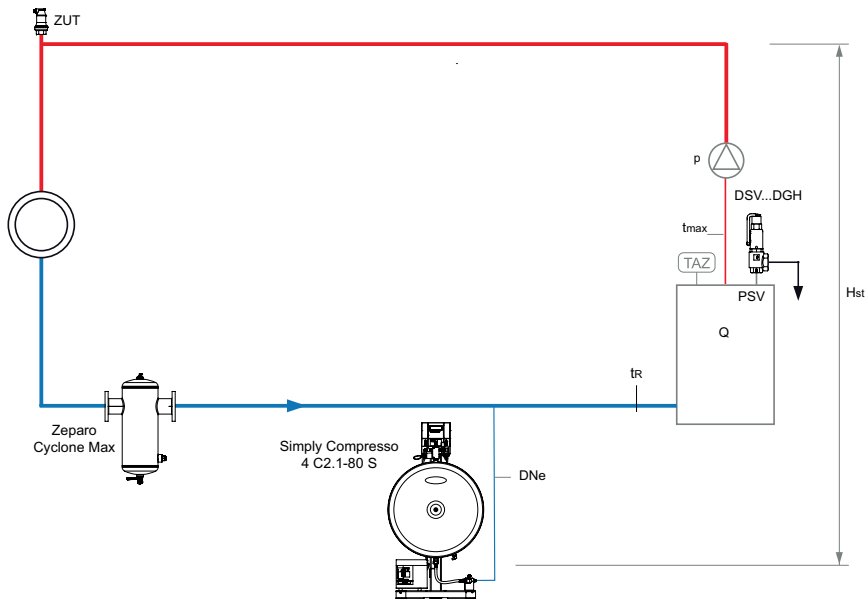 ZUT
p
DSV...DGH
tmax
TAZ
PSV
Hst
Q
tR
Zeparo
Cyclone Max
Simply Compresso
4 C2.1-80 S
DNe